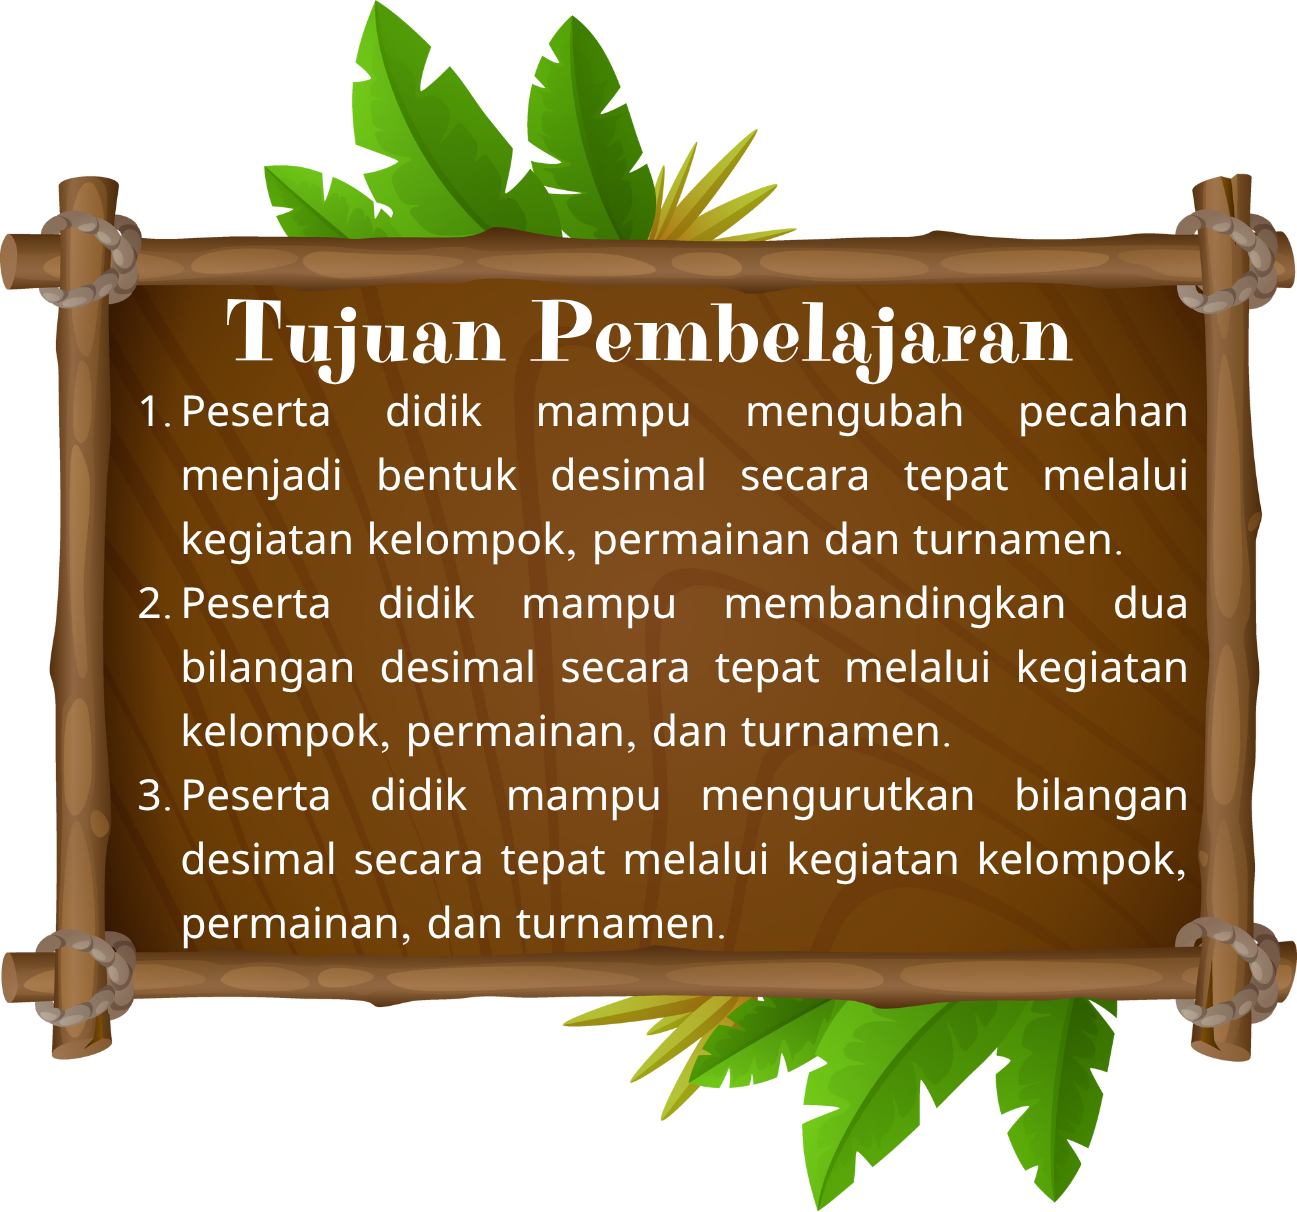 Tujuan Pembelajaran
1. Peserta didik mampu mengubah pecahan
menjadi bentuk desimal secara tepat melalui
kegiatan kelompok, permainan dan turnamen.
2. Peserta didik mampu membandingkan dua
bilangan desimal secara tepat melalui kegiatan
kelompok, permainan, dan turnamen.
3. Peserta didik mampu mengurutkan bilangan
desimal secara tepat melalui kegiatan kelompok,
permainan, dan turnamen.